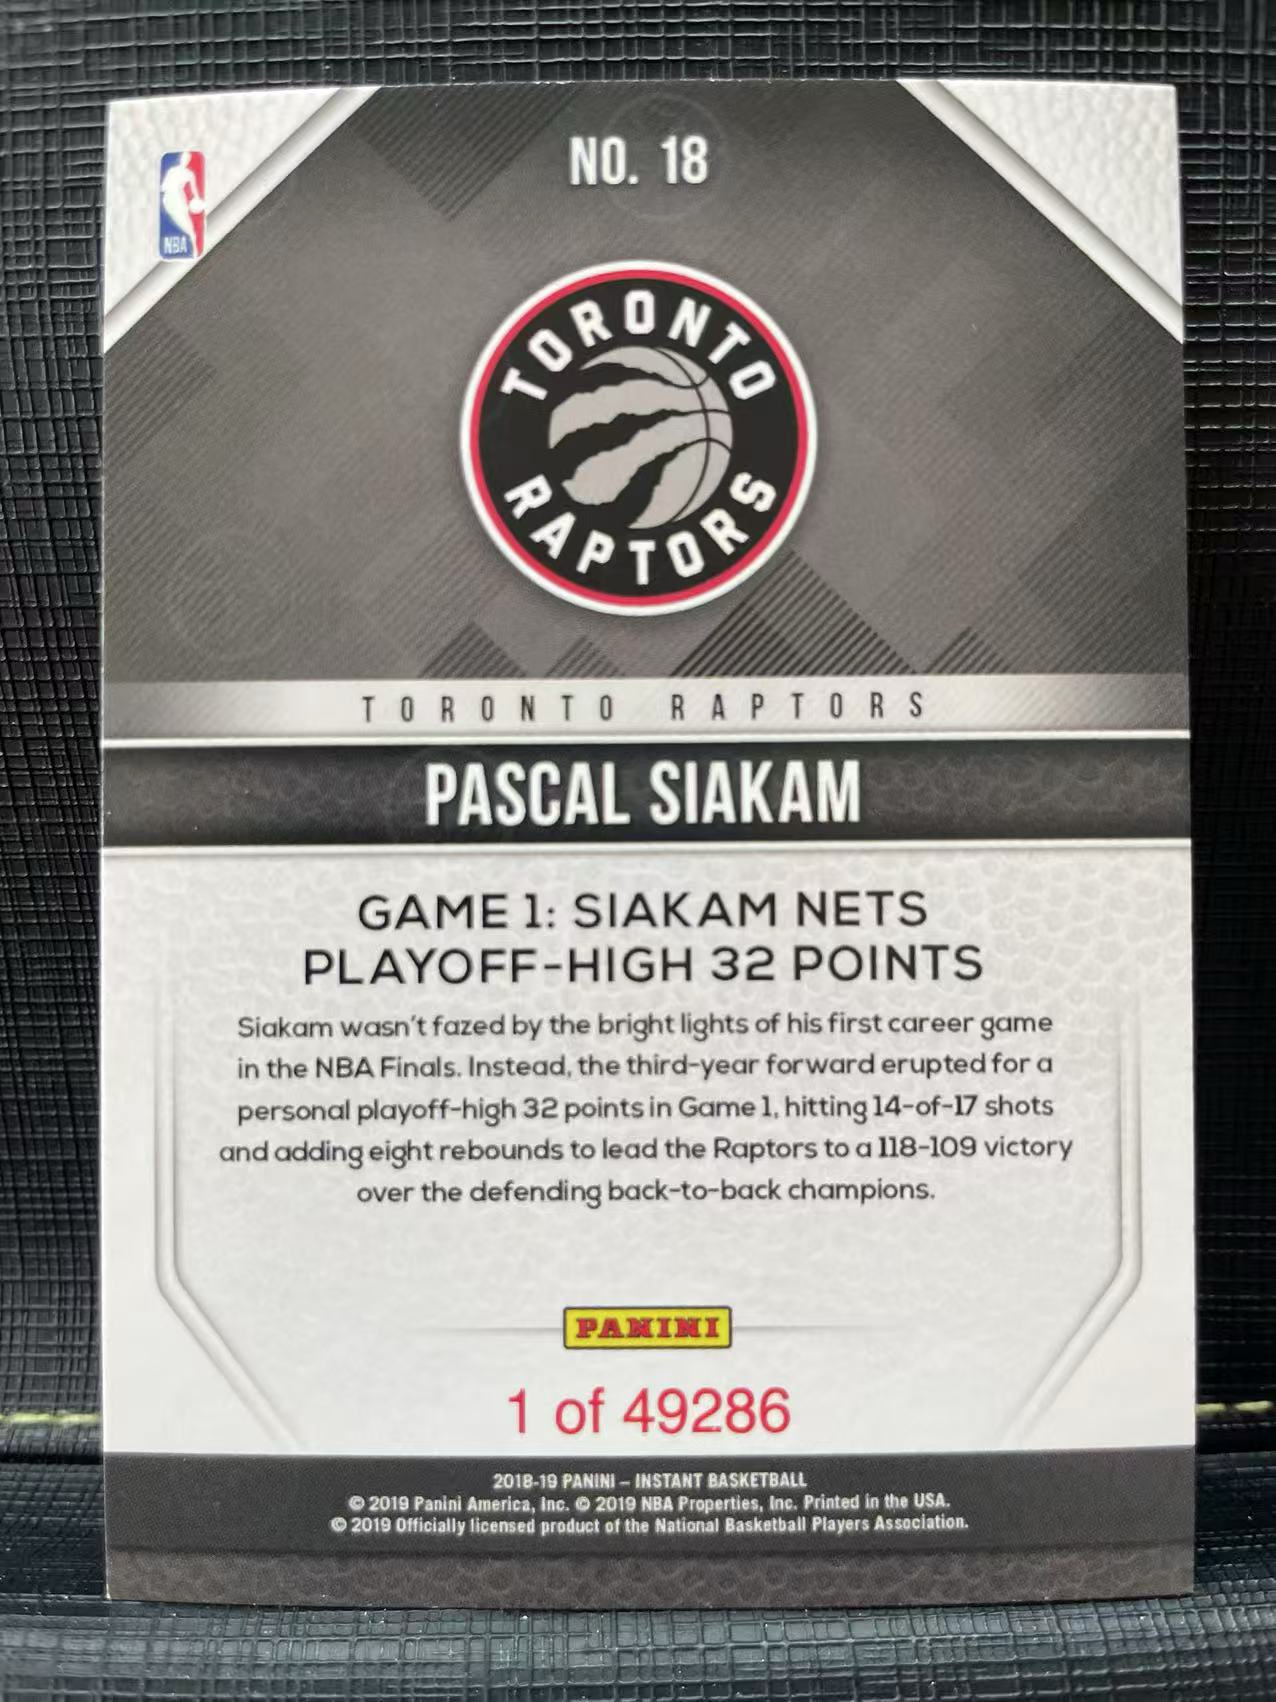 NO. 18
NBA
TORONTO
RAPTORS
TORONTO RAPTORS
PASCAL SIAKAM
GAME 1: SIAKAM NETS
PLAYOFF-HIGH 32 POINTS
Siakam wasn't fazed by the bright lights of his first career game
in the NBA Finals. Instead, the third-year forward erupted for a
personal playoff-high 32 points in Game 1, hitting 14-of-17 shots
and adding eight rebounds to lead the Raptors to a 118-109 victory
over the defending back-to-back champions.
PANINI
1 of 49286
2018-19 PANINI – INSTANT BASKETBALL
© 2019 Panini America, Inc. © 2019 NBA Properties, Inc. Printed in the USA.
© 2019 Officially licensed product of the National Basketball Players Association.